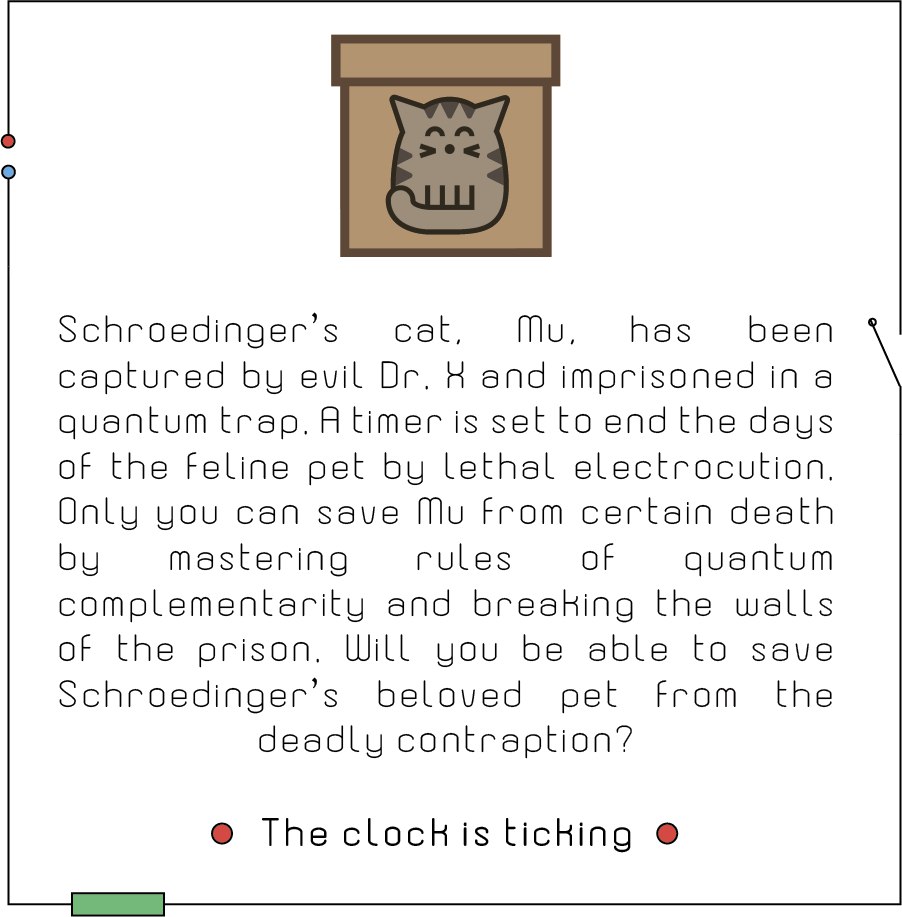 Schroedinger’s cat, Mu, has been
captured by evil Dr. X and imprisoned in a
quantum trap. A timer is set to end the days
of the feline pet by lethal electrocution.
Only you can save Mu from certain death
by mastering rules of quantum
complementarity and breaking the walls
of the prison. Will you be able to save
Schroedinger’s beloved pet from the
deadly contraption?
The clock is ticking